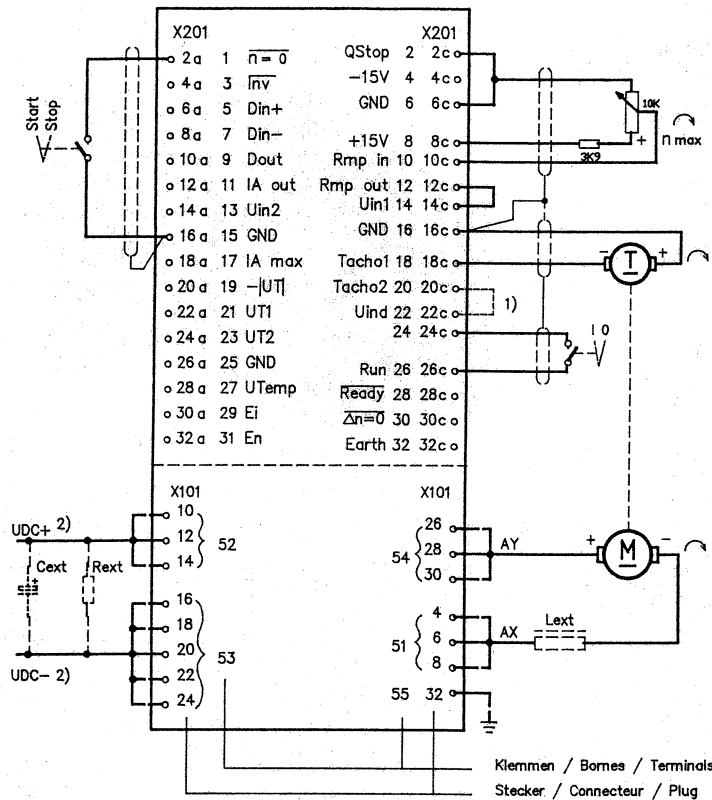 X201 X201
2a 1 n = 0 QStop 2 2c
4a 3 Inv −15V 4 4c
6a 5 Din+ GND 6 6c
8a 7 Din− +15V 8 8c
10a 9 Dout Rmp in 10 10c
12a 11 IA out Rmp out 12 12c
14a 13 Uin2 Uin1 14 14c
16a 15 GND GND 16 16c
18a 17 IA max Tacho1 18 18c
20a 19 −|UT| Tacho2 20 20c
22a 21 UT1 Uind 22 22c
24a 23 UT2 24 24c
26a 25 GND Run 26 26c
28a 27 UTemp Ready 28 28c
30a 29 Ei Δn=0 30 30c
32a 31 En Earth 32 32c
Start
Stop
10K
+
n max
3K9
− T +
1)
I 0
X101 X101
10
12 52
14
16
18
20 53
22
24
26
54 28 AY
30
4
51 6 AX
8
55 32
UDC+ 2)
Cext Rext
UDC− 2)
+ M −
Lext
Klemmen / Bornes / Terminals
Stecker / Connecteur / Plug